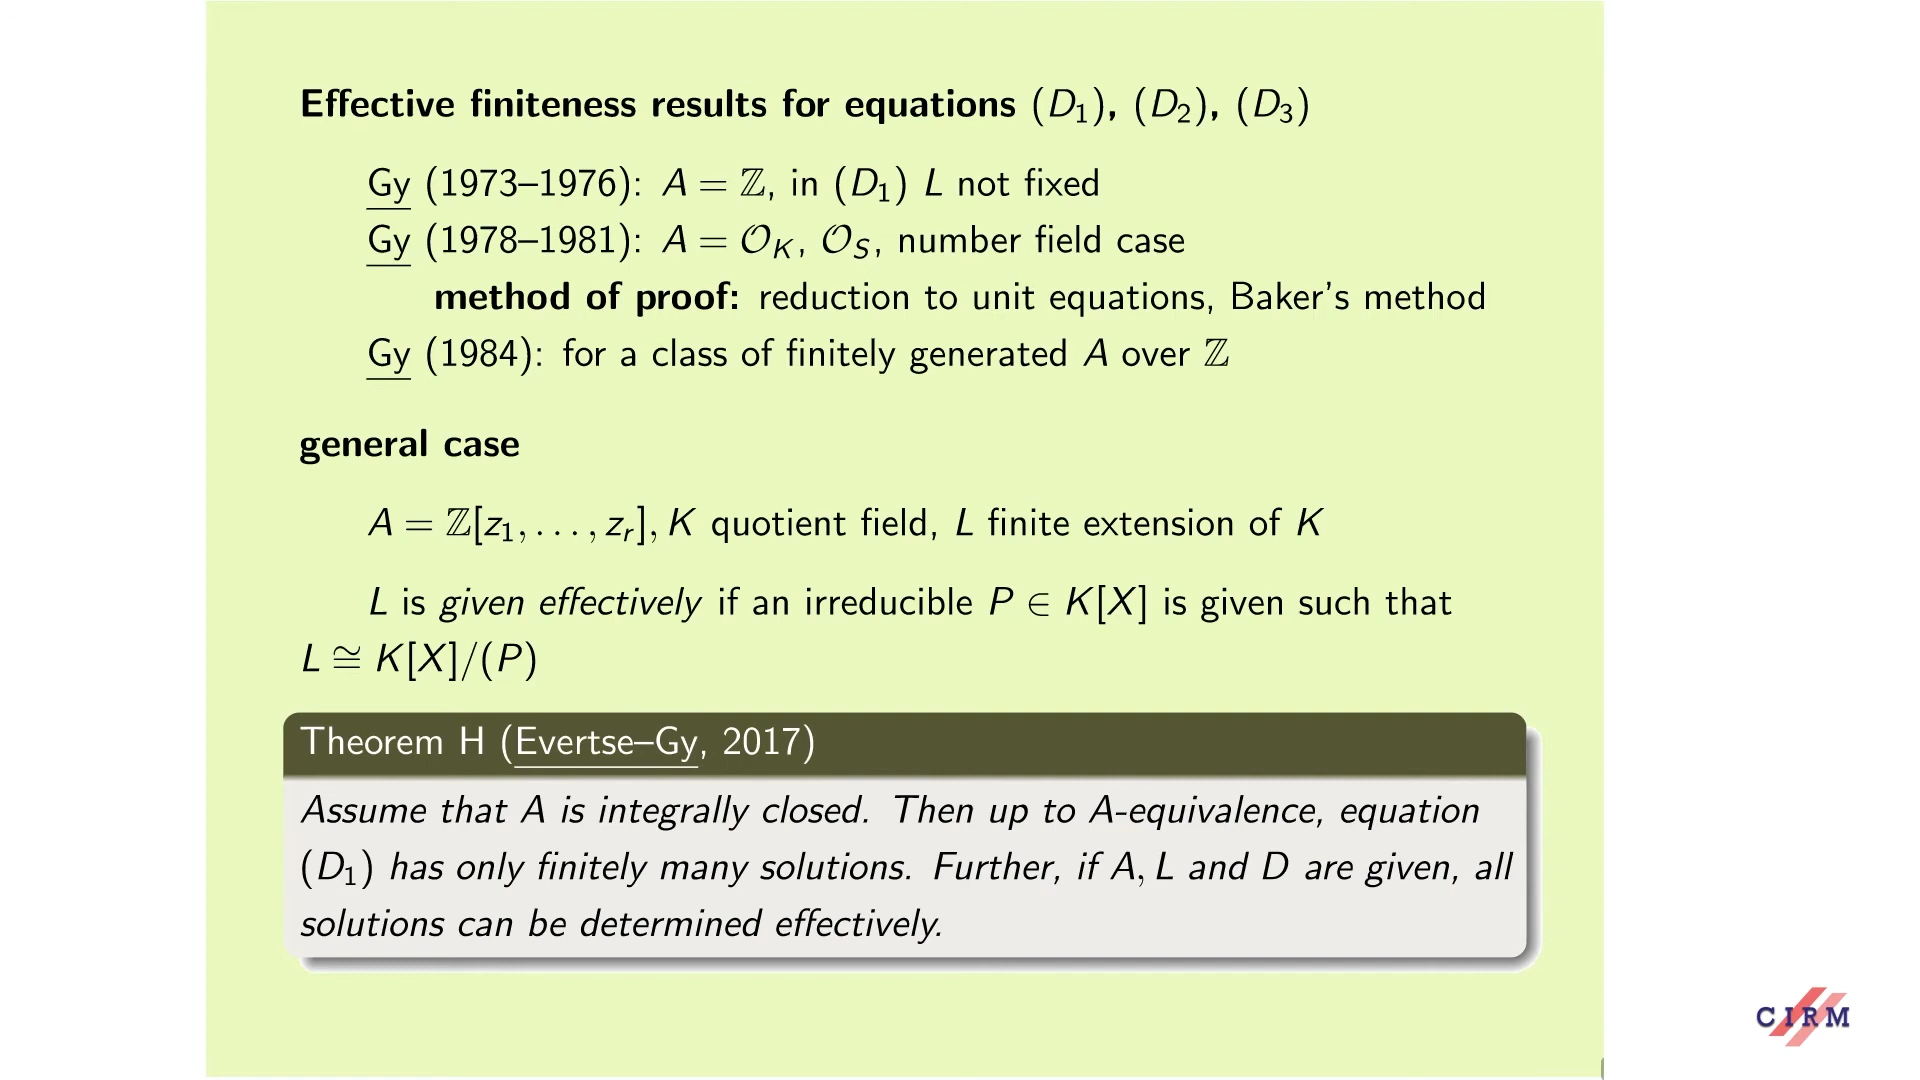 Effective finiteness results for equations (D₁), (D₂), (D₃)
Gy (1973–1976): A = ℤ, in (D₁) L not fixed
Gy (1978–1981): A = 𝒪_K, 𝒪_S, number field case
method of proof: reduction to unit equations, Baker's method
Gy (1984): for a class of finitely generated A over ℤ
general case
A = ℤ[z₁, . . . , zᵣ], K quotient field, L finite extension of K
L is given effectively if an irreducible P ∈ K[X] is given such that
L ≅ K[X]/(P)
Theorem H (Evertse–Gy, 2017)
Assume that A is integrally closed. Then up to A-equivalence, equation
(D₁) has only finitely many solutions. Further, if A, L and D are given, all
solutions can be determined effectively.
CIRM